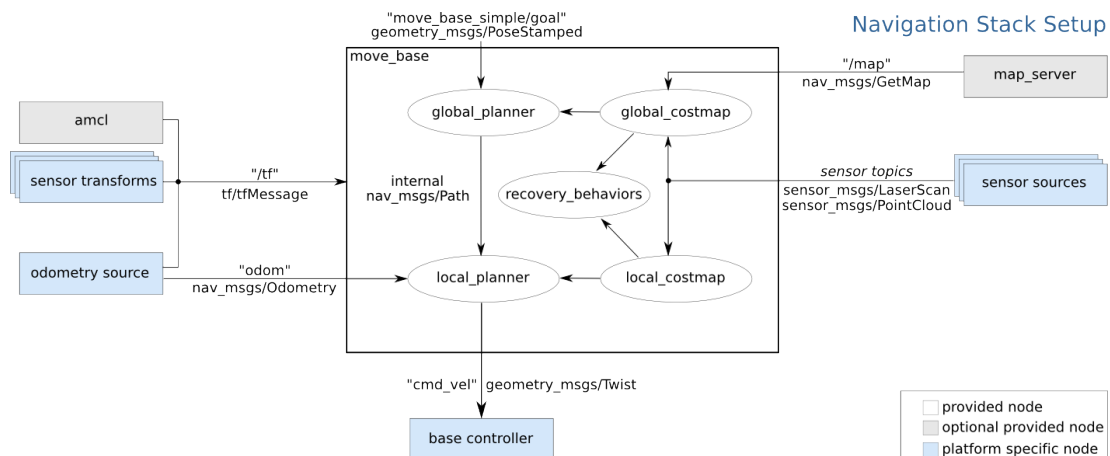 Navigation Stack Setup
"move_base_simple/goal"
geometry_msgs/PoseStamped
move_base
"/map"
nav_msgs/GetMap
map_server
amcl
global_planner
global_costmap
sensor transforms
"/tf"
tf/tfMessage
internal
nav_msgs/Path
recovery_behaviors
sensor topics
sensor_msgs/LaserScan
sensor_msgs/PointCloud
sensor sources
odometry source
"odom"
nav_msgs/Odometry
local_planner
local_costmap
"cmd_vel" geometry_msgs/Twist
base controller
provided node
optional provided node
platform specific node